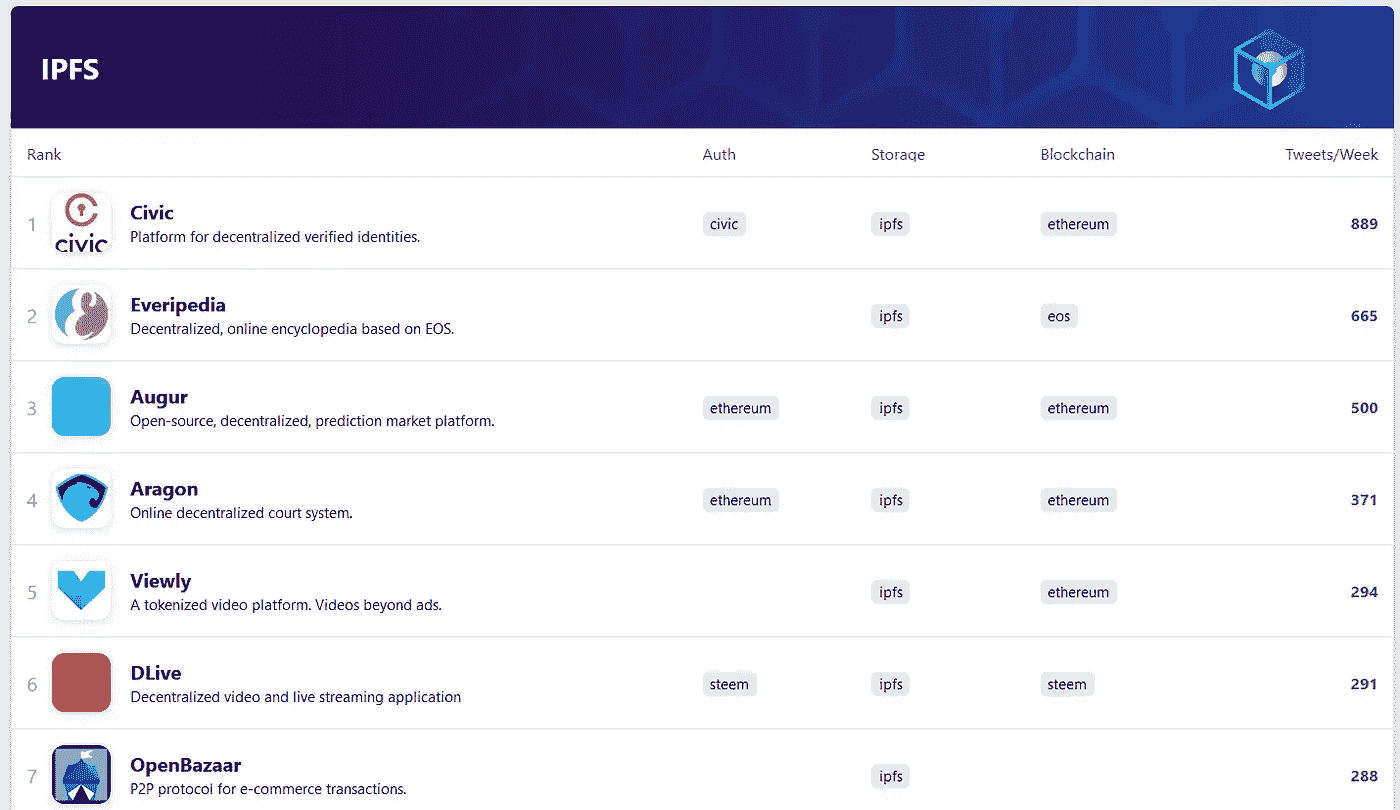 IPFS
Rank Auth Storage Blockchain Tweets/Week
1 civic Civic civic ipfs ethereum 889
Platform for decentralized verified identities.
2 Everipedia ipfs eos 665
Decentralized, online encyclopedia based on EOS.
3 Augur ethereum ipfs ethereum 500
Open-source, decentralized, prediction market platform.
4 Aragon ethereum ipfs ethereum 371
Online decentralized court system.
5 Viewly ipfs ethereum 294
A tokenized video platform. Videos beyond ads.
6 DLive steem ipfs steem 291
Decentralized video and live streaming application
7 OpenBazaar ipfs 288
P2P protocol for e-commerce transactions.